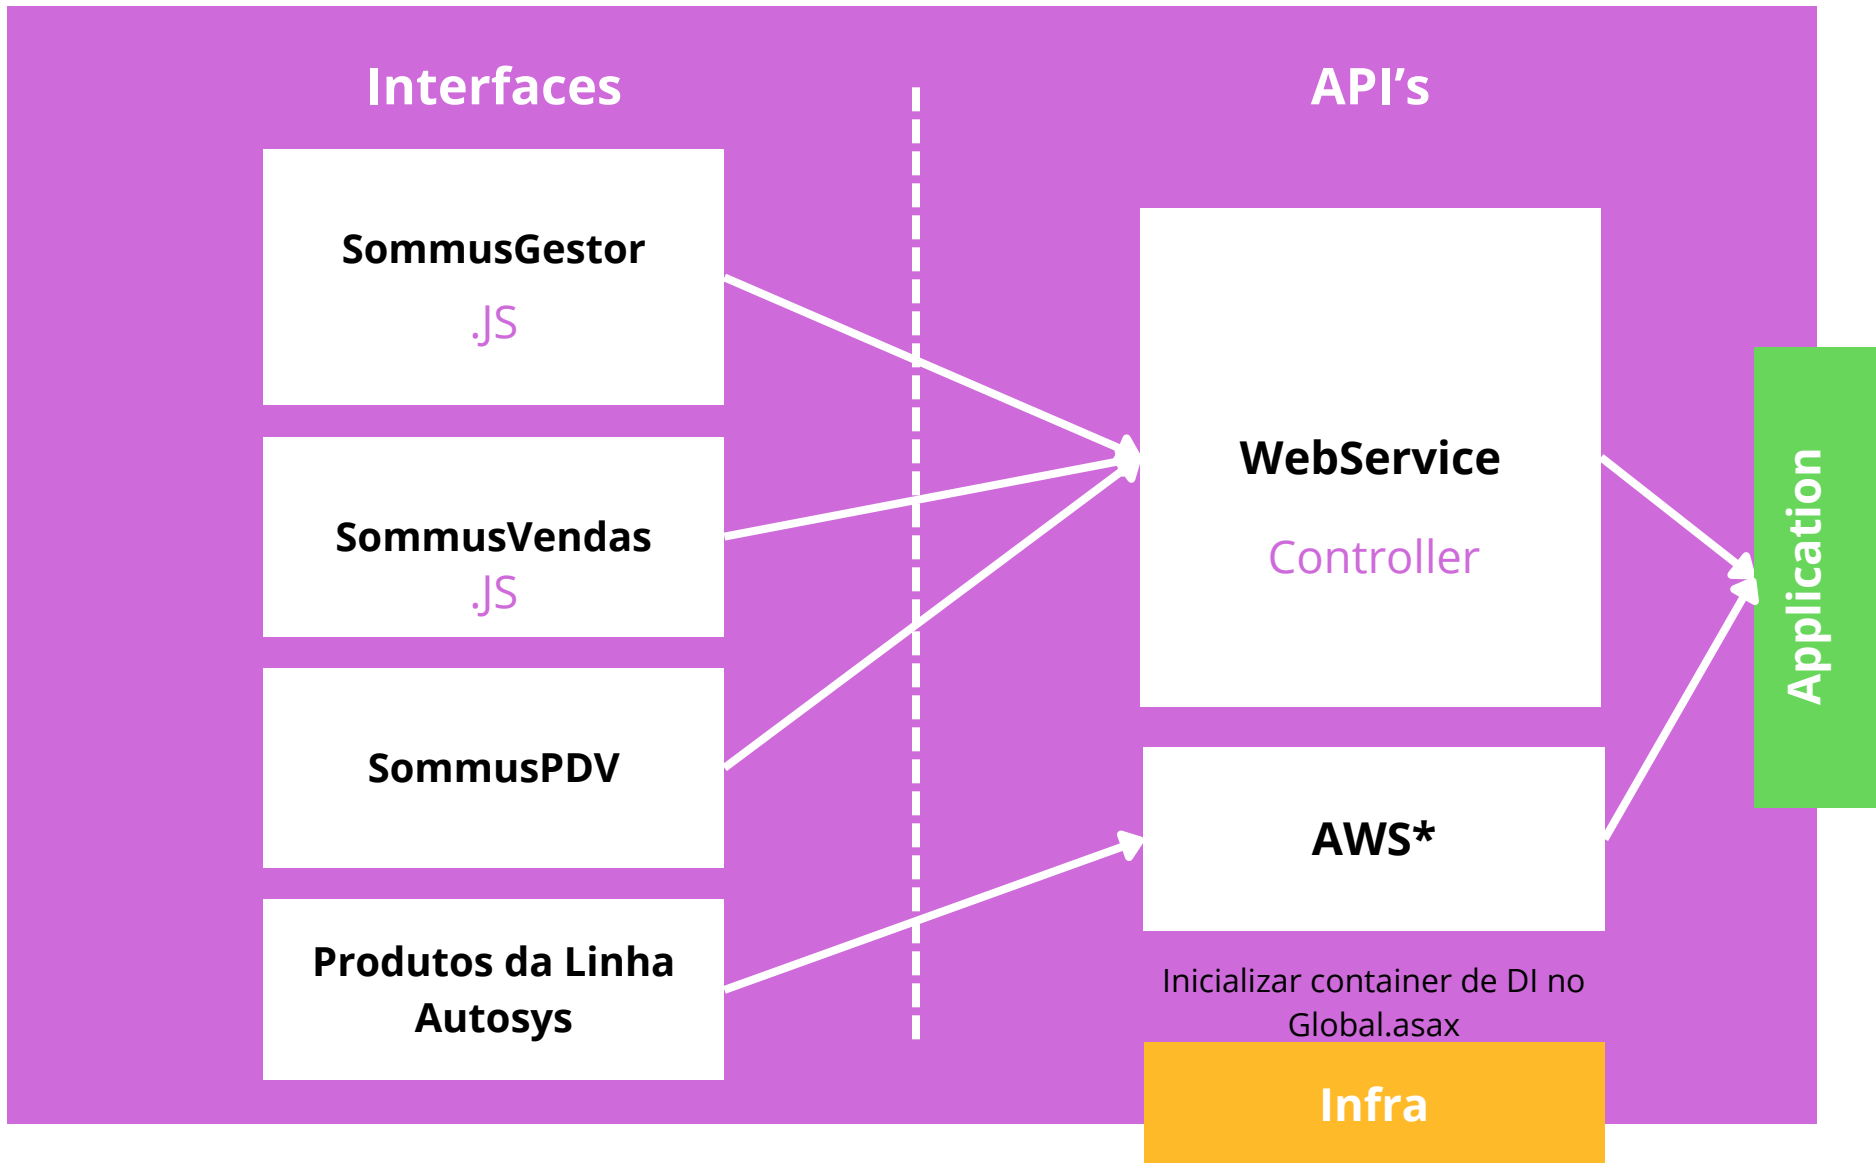 Interfaces
SommusGestor
.JS
SommusVendas
.JS
SommusPDV
Produtos da Linha
Autosys
API’s
WebService
Controller
AWS*
Inicializar container de DI no
Global.asax
Infra
Application